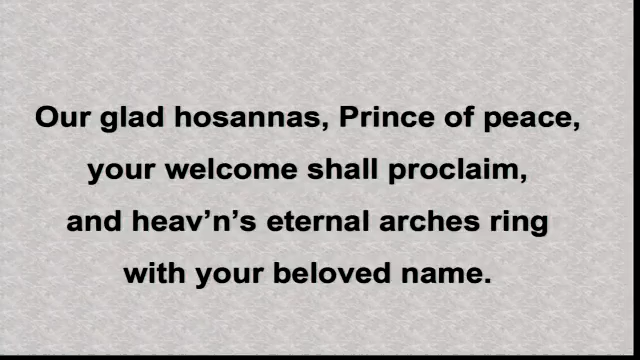 Our glad hosannas, Prince of peace,
your welcome shall proclaim,
and heav’n’s eternal arches ring
with your beloved name.